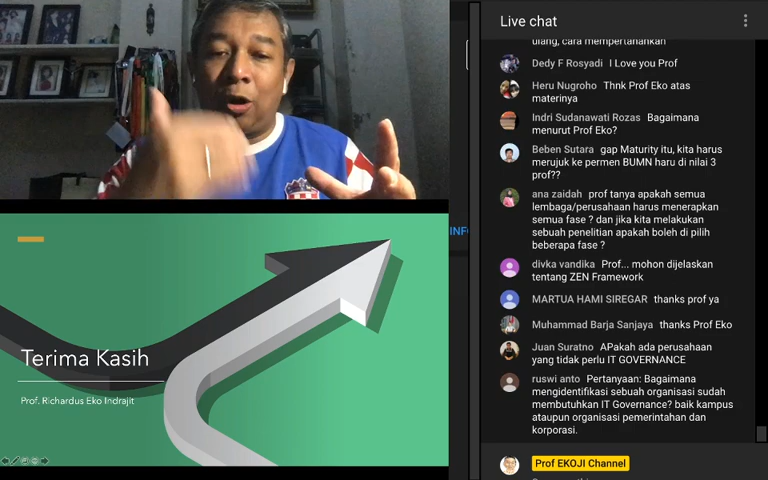 Terima Kasih
Prof. Richardus Eko Indrajit
INFO
Live chat
ulang, cara mempertahankan
Dedy F Rosyadi I Love you Prof
Heru Nugroho Thnk Prof Eko atas
materinya
Indri Sudanawati Rozas Bagaimana
menurut Prof Eko?
Beben Sutara gap Maturity itu, kita harus
merujuk ke permen BUMN haru di nilai 3
prof??
ana zaidah prof tanya apakah semua
lembaga/perusahaan harus menerapkan
semua fase ? dan jika kita melakukan
sebuah penelitian apakah boleh di pilih
beberapa fase ?
divka vandika Prof... mohon dijelaskan
tentang ZEN Framework
MARTUA HAMI SIREGAR thanks prof ya
Muhammad Barja Sanjaya thanks Prof Eko
Juan Suratno APakah ada perusahaan
yang tidak perlu IT GOVERNANCE
ruswi anto Pertanyaan: Bagaimana
mengidentifikasi sebuah organisasi sudah
membutuhkan IT Governance? baik kampus
ataupun organisasi pemerintahan dan
korporasi.
Prof EKOJI Channel